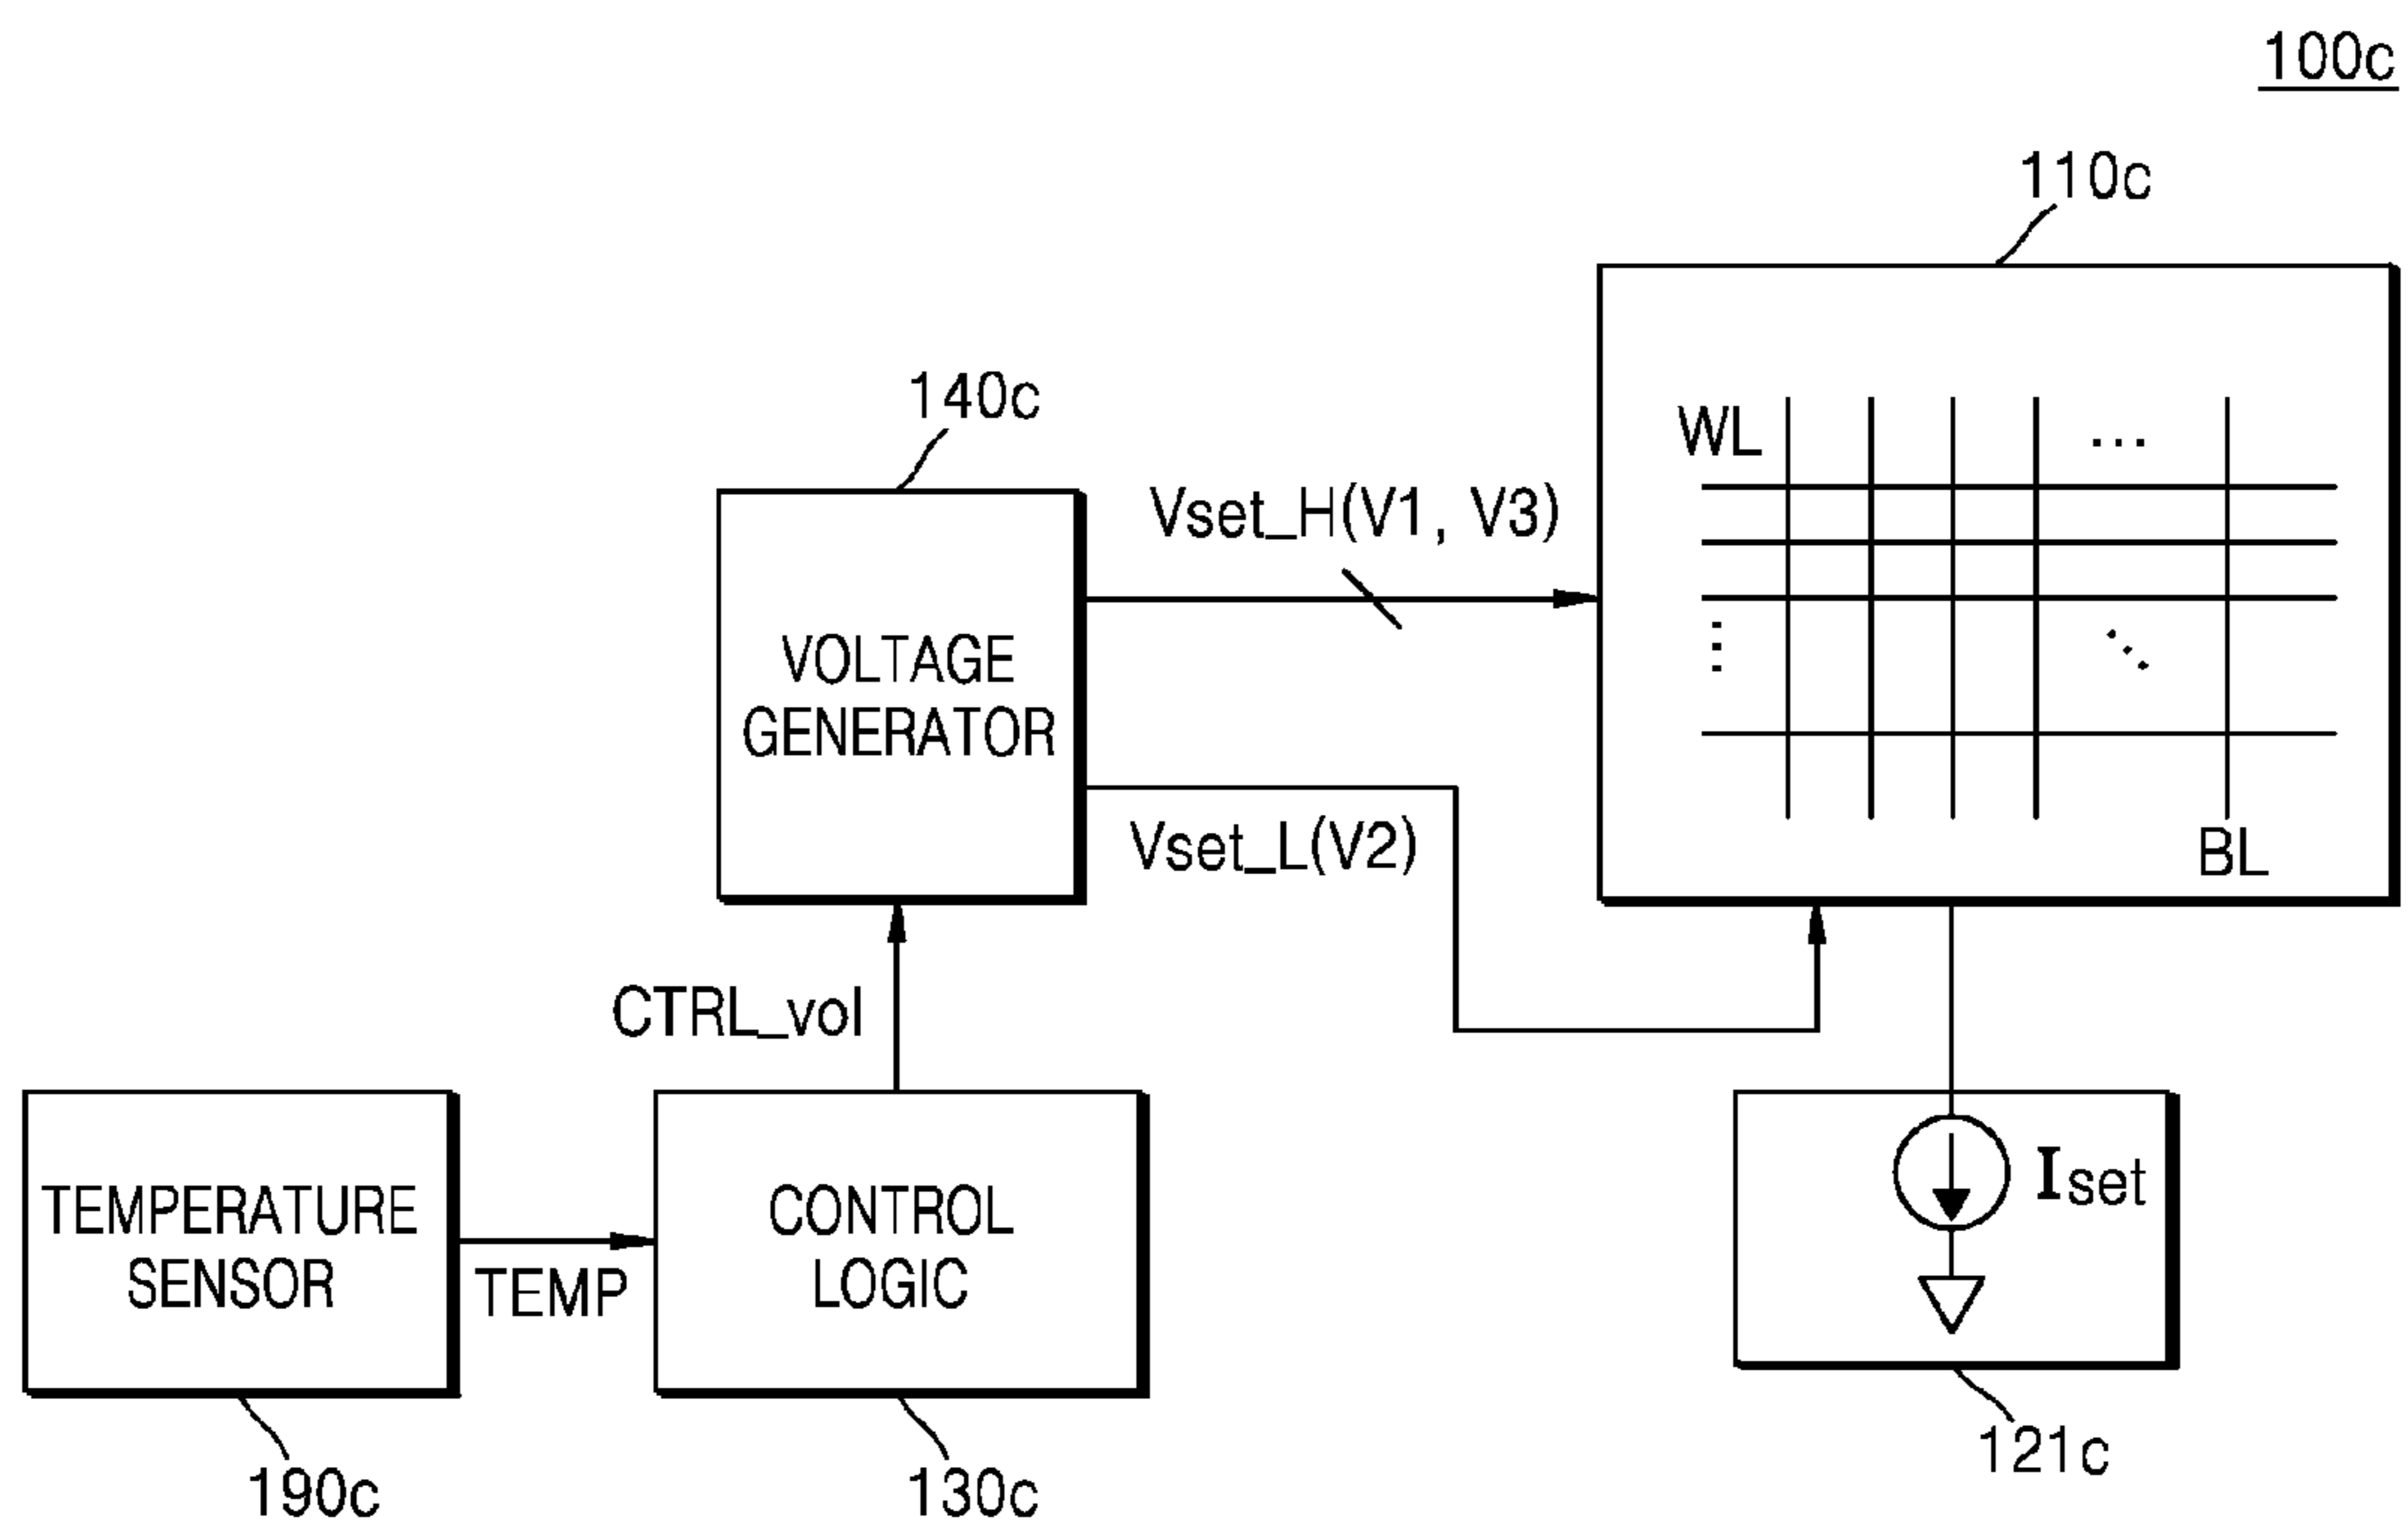 100c
110c
140c
WL
...
Vset_H(V1, V3)
VOLTAGE
GENERATOR
Vset_L(V2)
BL
CTRL_vol
TEMPERATURE
SENSOR
TEMP
CONTROL
LOGIC
Iset
190c
130c
121c